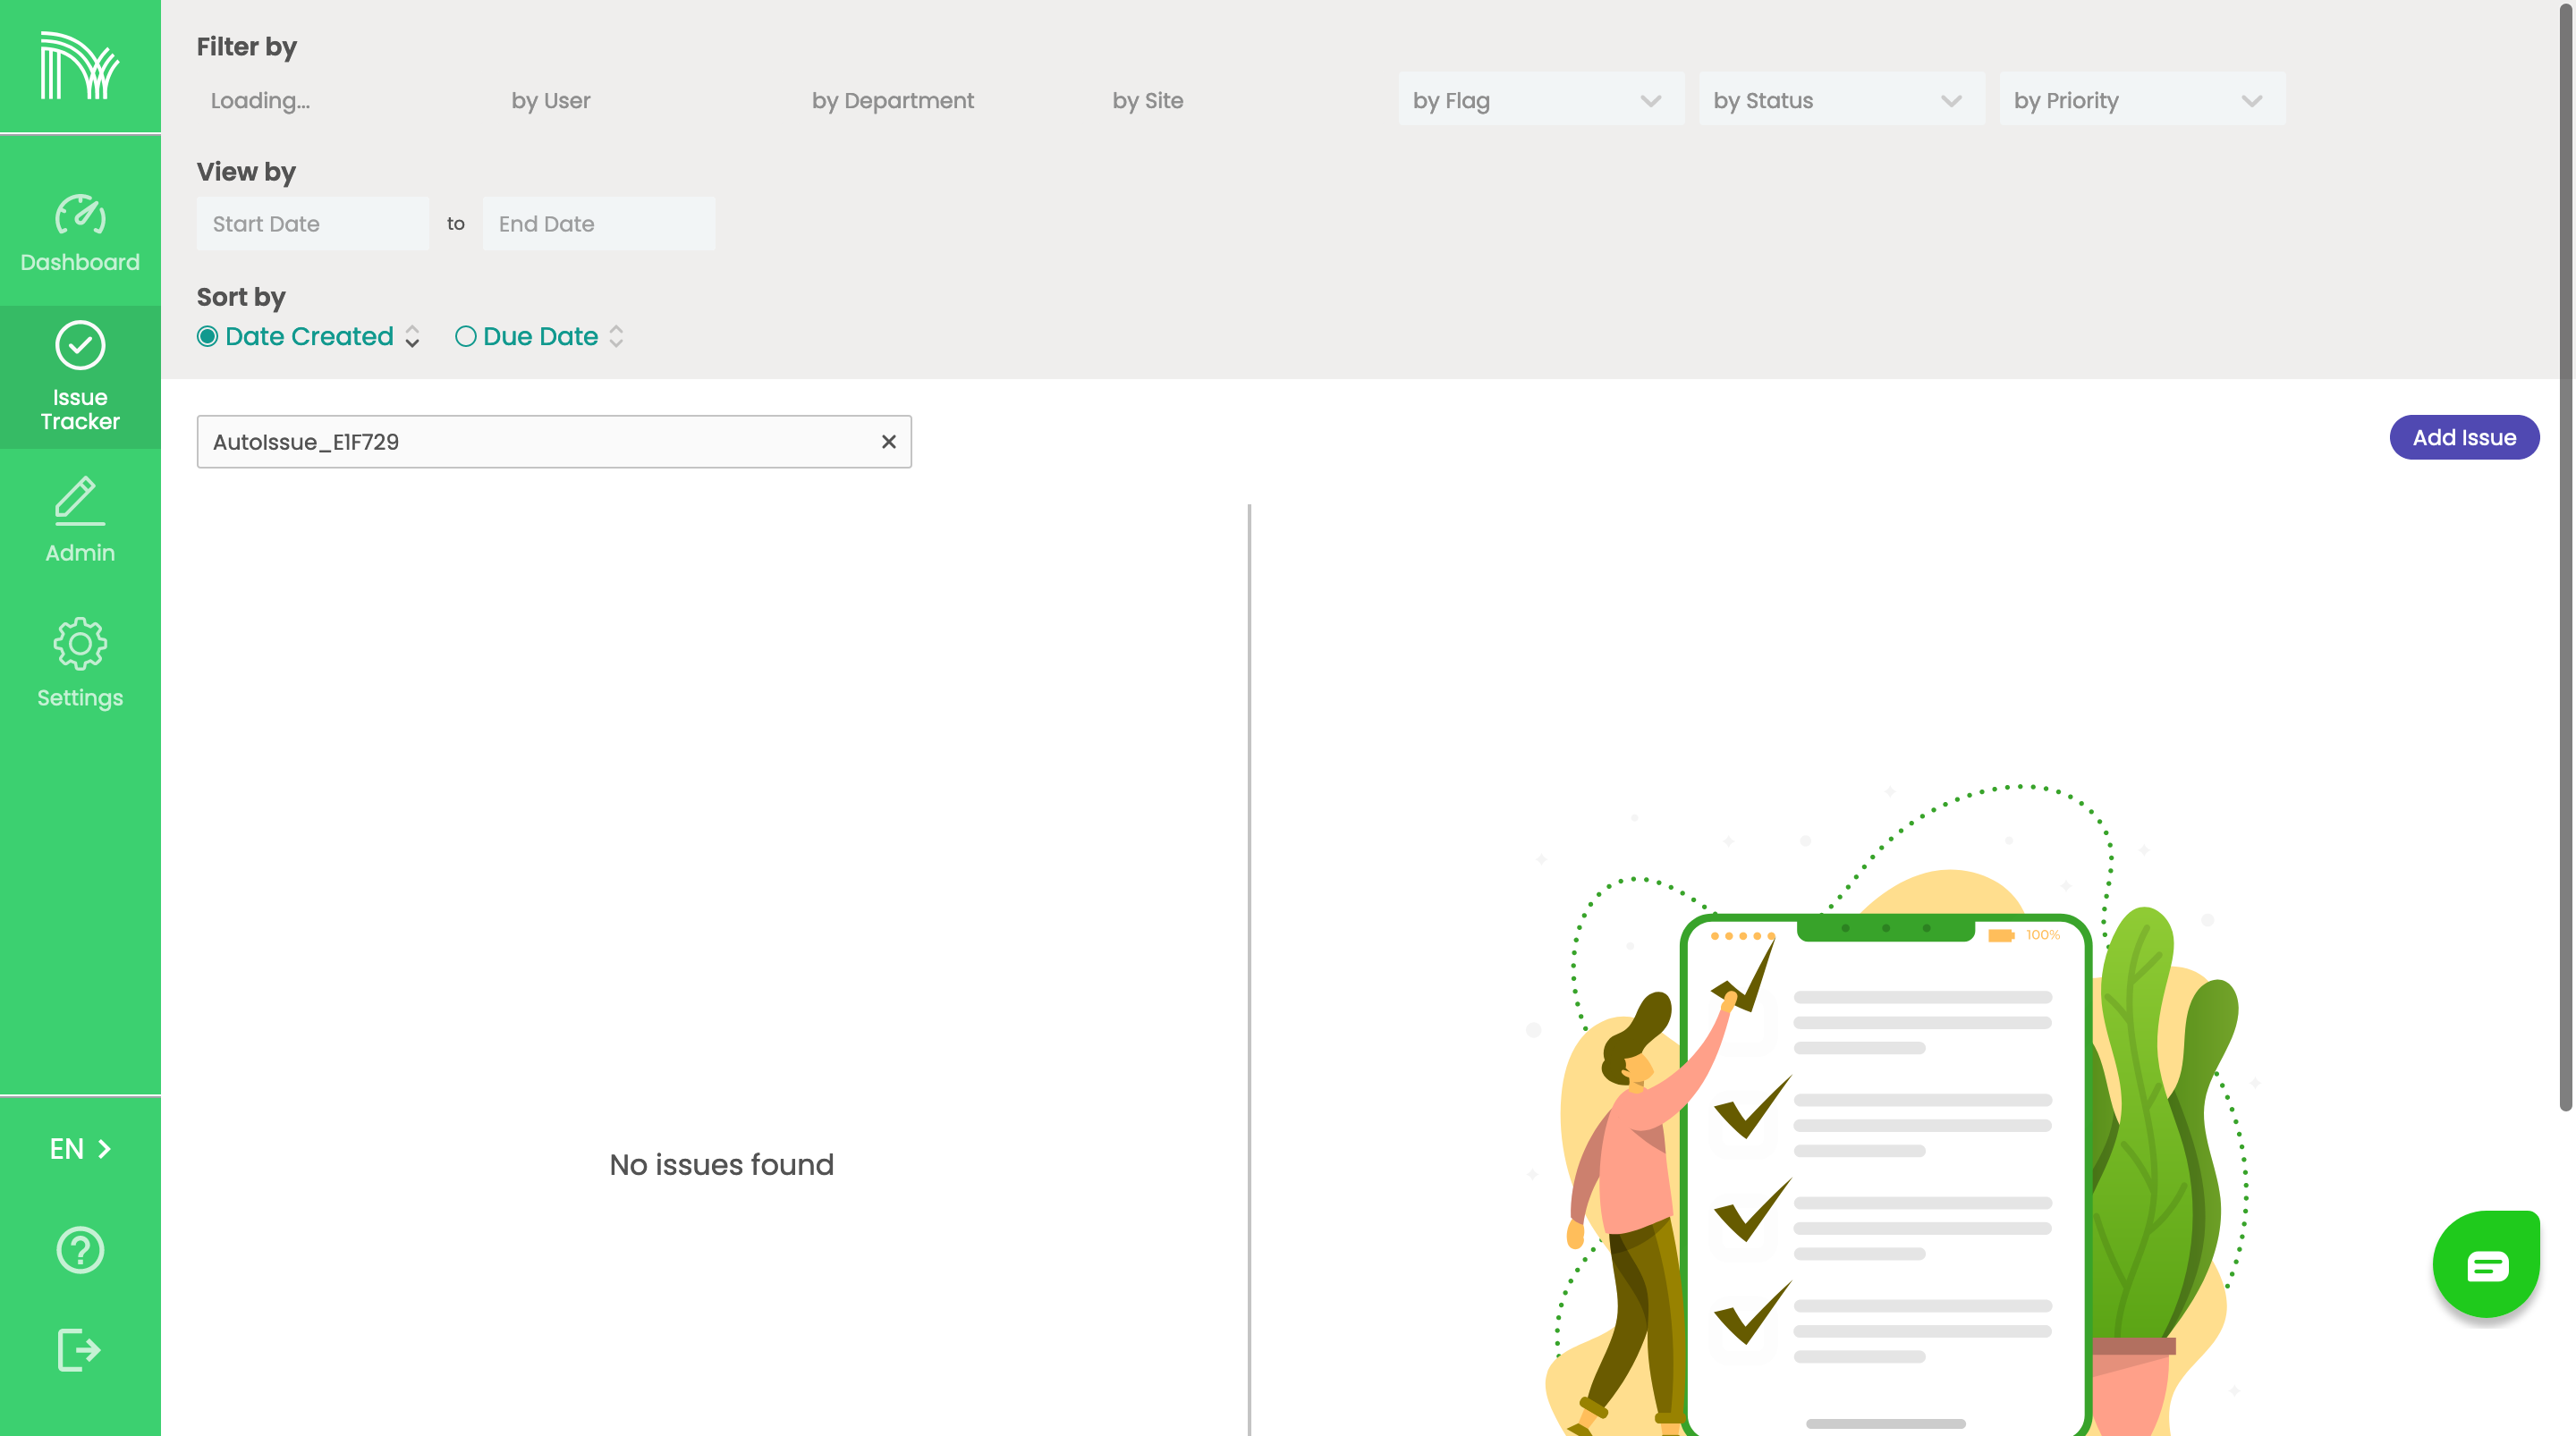 Filter by
Loading...
by User
by Department
by Site
by Flag
by Status
by Priority
View by
Start Date
to
End Date
Sort by
Date Created
Due Date
AutoIssue_E1F729
Add Issue
Dashboard
Issue
Tracker
Admin
Settings
No issues found
100%
EN